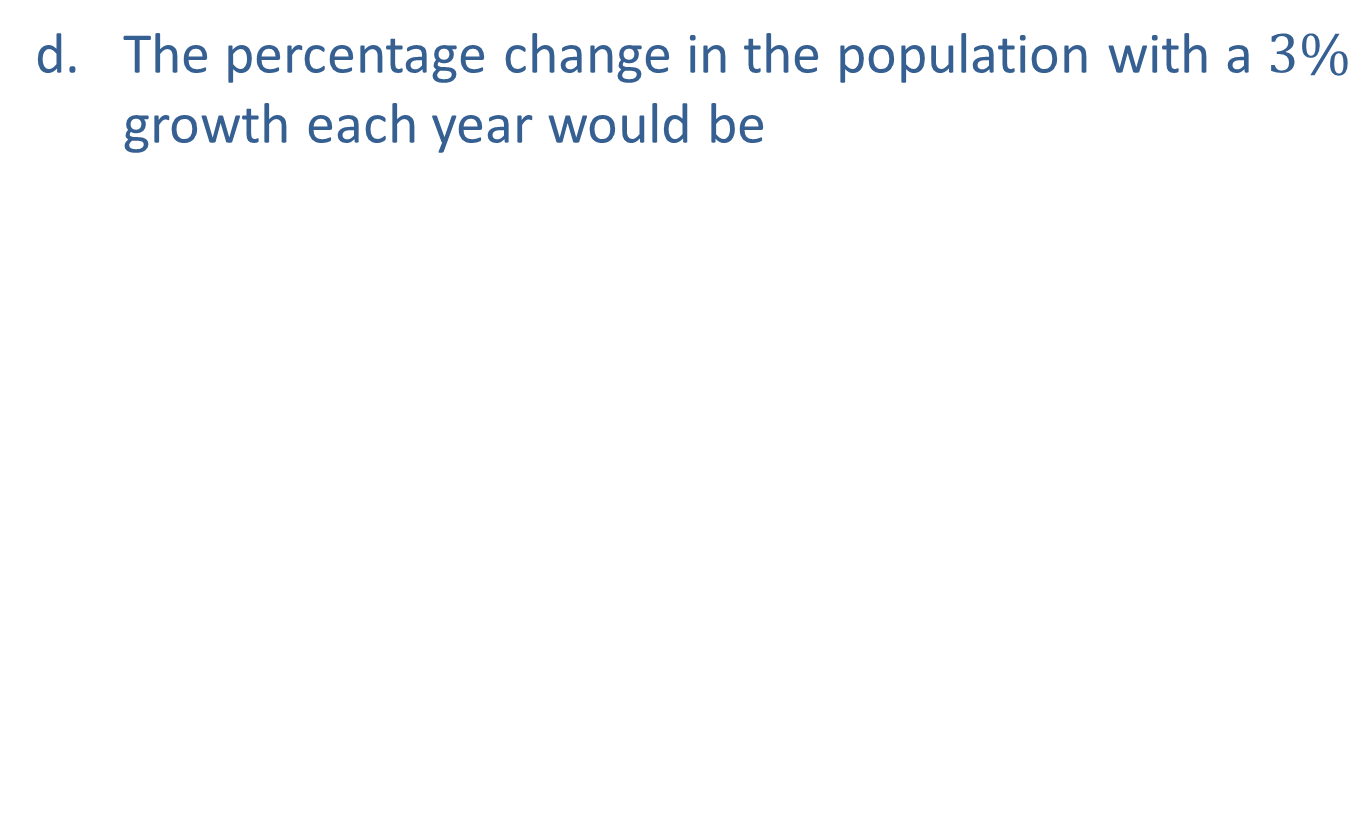 d. The percentage change in the population with a 3%
growth each year would be